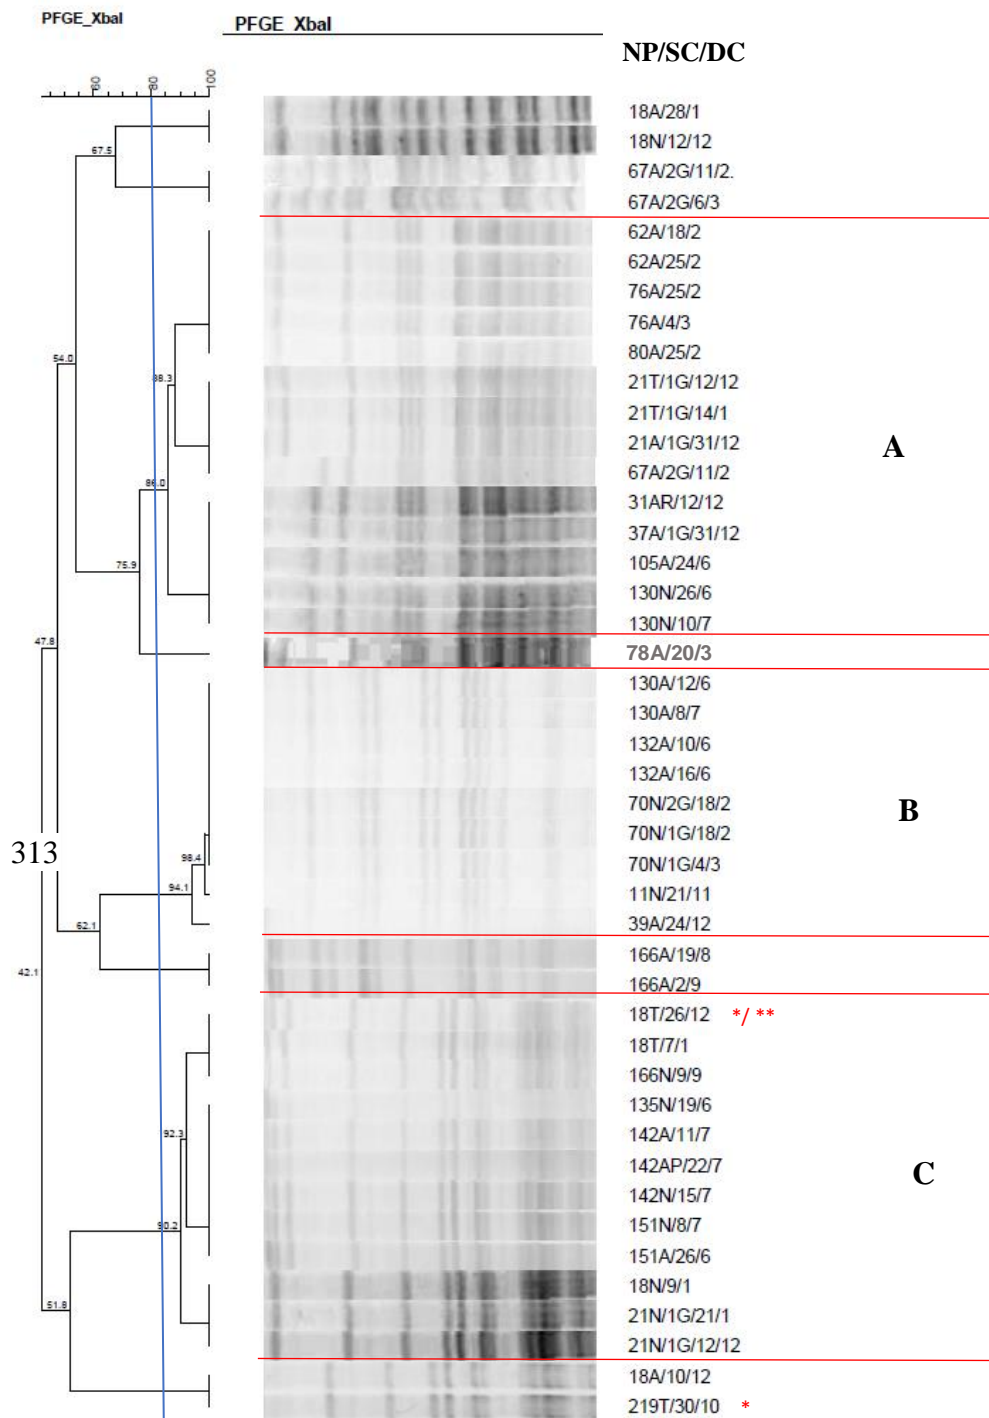 PFGE_XbaI
PFGE XbaI
NP/SC/DC
60 80 100
18A/28/1
18N/12/12
67.5
67A/2G/11/2.
67A/2G/6/3
62A/18/2
62A/25/2
76A/25/2
76A/4/3
80A/25/2
54.0
88.3
21T/1G/12/12
21T/1G/14/1
21A/1G/31/12
A
67A/2G/11/2
86.0
31AR/12/12
37A/1G/31/12
105A/24/6
75.9
130N/26/6
130N/10/7
47.8
78A/20/3
130A/12/6
130A/8/7
132A/10/6
132A/16/6
70N/2G/18/2
B
70N/1G/18/2
313
98.4
70N/1G/4/3
94.1
11N/21/11
62.1
39A/24/12
166A/19/8
42.1
166A/2/9
18T/26/12 */ **
18T/7/1
166N/9/9
135N/19/6
92.3
142A/11/7
142AP/22/7
C
142N/15/7
90.2
151N/8/7
151A/26/6
18N/9/1
51.8
21N/1G/21/1
21N/1G/12/12
18A/10/12
219T/30/10 *